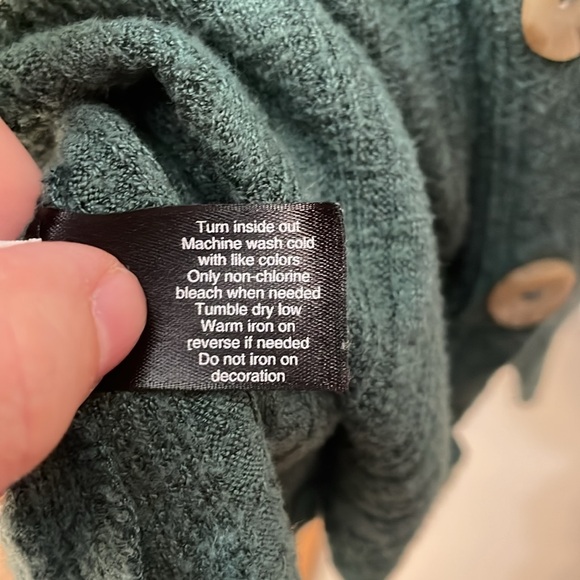 Turn inside out
Machine wash cold
with like colors
Only non-chlorine
bleach when needed
Tumble dry low
Warm iron on
reverse if needed
Do not iron on
decoration